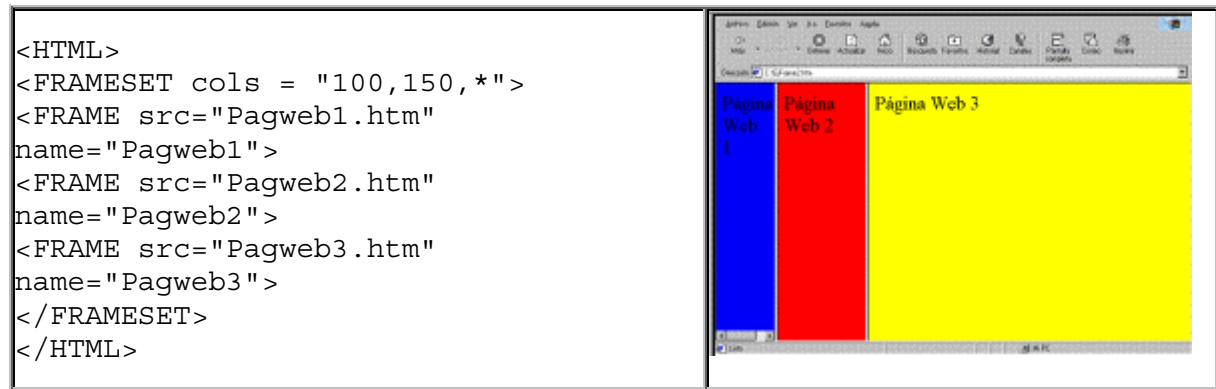 <HTML>
<FRAMESET cols = "100,150,*">
<FRAME src="Pagweb1.htm"
name="Pagweb1">
<FRAME src="Pagweb2.htm"
name="Pagweb2">
<FRAME src="Pagweb3.htm"
name="Pagweb3">
</FRAMESET>
</HTML>
Página
Web
1
Página
Web 2
Página Web 3